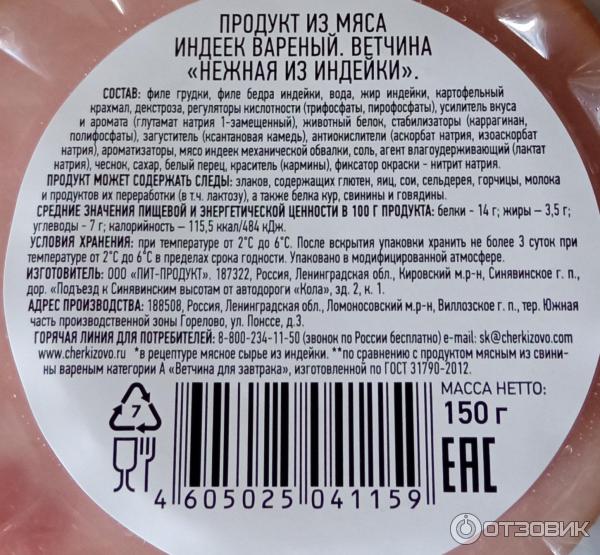 ПРОДУКТ ИЗ МЯСА
ИНДЕЕК ВАРЕНЫЙ. ВЕТЧИНА
«НЕЖНАЯ ИЗ ИНДЕЙКИ».
СОСТАВ: филе грудки, филе бедра индейки, вода, жир индейки, картофельный
крахмал, декстроза, регуляторы кислотности (трифосфаты, пирофосфаты), усилитель вкуса
и аромата (глутамат натрия 1-замещенный), животный белок, стабилизаторы (каррагинан,
полифосфаты), загуститель (ксантановая камедь), антиокислители (аскорбат натрия, изоаскорбат
натрия), ароматизаторы, мясо индеек механической обвалки, соль, агент влагоудерживающий (лактат
натрия), чеснок, сахар, белый перец, краситель (кармины), фиксатор окраски - нитрит натрия.
ПРОДУКТ МОЖЕТ СОДЕРЖАТЬ СЛЕДЫ: злаков, содержащих глютен, яиц, сои, сельдерея, горчицы, молока
и продуктов их переработки (в т.ч. лактозу), а также белка кур, свинины и говядины.
СРЕДНИЕ ЗНАЧЕНИЯ ПИЩЕВОЙ И ЭНЕРГЕТИЧЕСКОЙ ЦЕННОСТИ В 100 Г ПРОДУКТА: белки - 14 г; жиры – 3,5 г;
углеводы - 7 г; калорийность – 115,5 ккал/484 кДж.
УСЛОВИЯ ХРАНЕНИЯ: при температуре от 2°С до 6°С. После вскрытия упаковки хранить не более 3 суток при
температуре от 2°С до 6°С в пределах срока годности. Упаковано в модифицированной атмосфере.
ИЗГОТОВИТЕЛЬ: ООО «ПИТ-ПРОДУКТ». 187322, Россия, Ленинградская обл., Кировский м.р-н, Синявинское г. п.,
дор. «Подъезд к Синявинским высотам от автодороги «Кола», зд. 2, к. 1.
АДРЕС ПРОИЗВОДСТВА: 188508, Россия, Ленинградская обл., Ломоносовский м.р-н, Виллозское г. п., тер. Южная
часть производственной зоны Горелово, ул. Понссе, д.3.
ГОРЯЧАЯ ЛИНИЯ ДЛЯ ПОТРЕБИТЕЛЕЙ: 8-800-234-11-50 (звонок по России бесплатно) e-mail: sk@cherkizovo.com
www.cherkizovo.ru *в рецептуре мясное сырье из индейки. **по сравнению с продуктом мясным из свини-
ны вареным категории А «Ветчина для завтрака», изготовленной по ГОСТ 31790-2012.
МАССА НЕТТО:
150 г
7
EAC
4 605025 041159
ОТЗОВИК